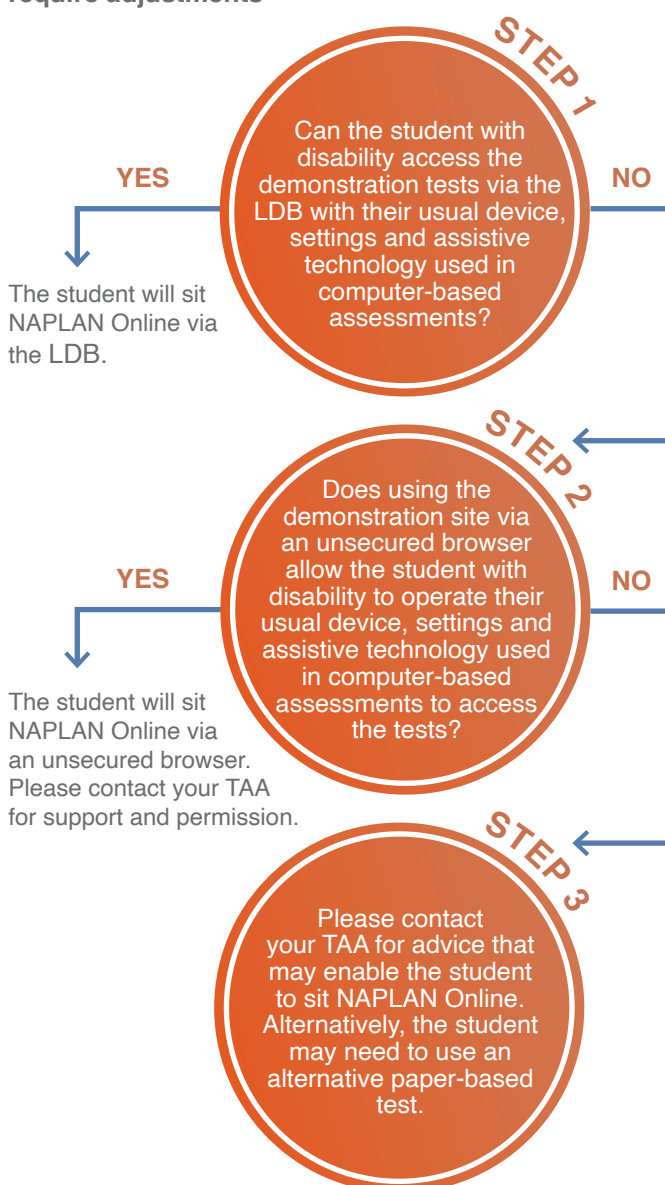 require adjustments
STEP 1
Can the student with
disability access the
demonstration tests via the
LDB with their usual device,
settings and assistive
technology used in
computer-based
assessments?
YES
NO
The student will sit
NAPLAN Online via
the LDB.
STEP 2
Does using the
demonstration site via
an unsecured browser
allow the student with
disability to operate their
usual device, settings and
assistive technology used
in computer-based
assessments to access
the tests?
YES
NO
The student will sit
NAPLAN Online via
an unsecured browser.
Please contact your TAA
for support and permission.
STEP 3
Please contact
your TAA for advice that
may enable the student
to sit NAPLAN Online.
Alternatively, the student
may need to use an
alternative paper-based
test.